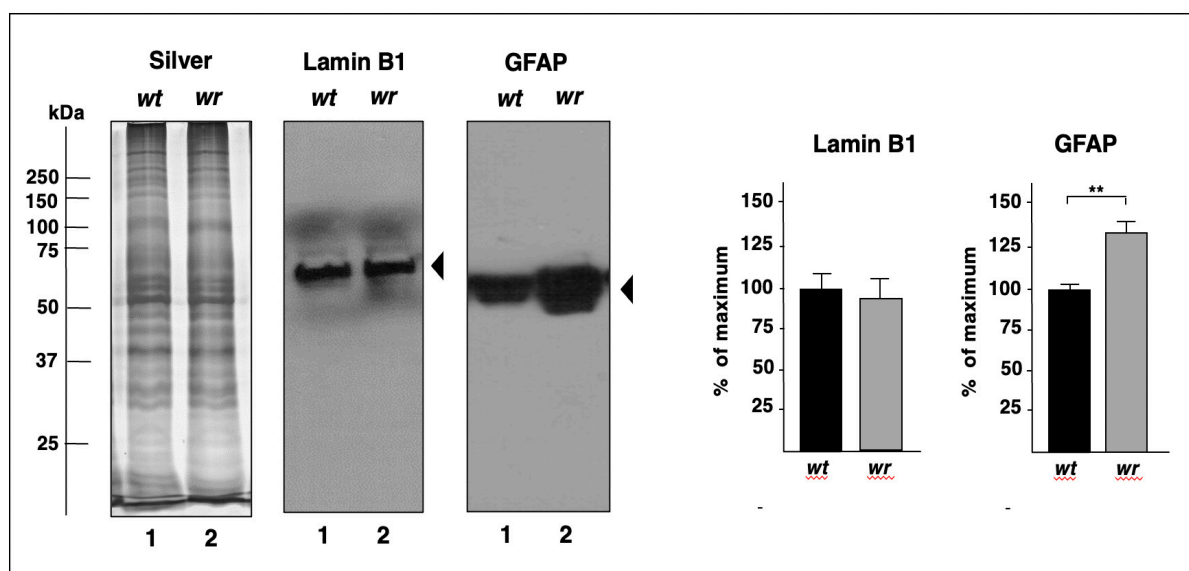 Silver Lamin B1 GFAP
wt wr wt wr wt wr
kDa
250
150
100
75
50
37
25
1 2 1 2 1 2
Lamin B1
% of maximum
150
125
100
75
50
25
wt wr
-
GFAP
% of maximum
150
125
100
75
50
25
**
wt wr
-